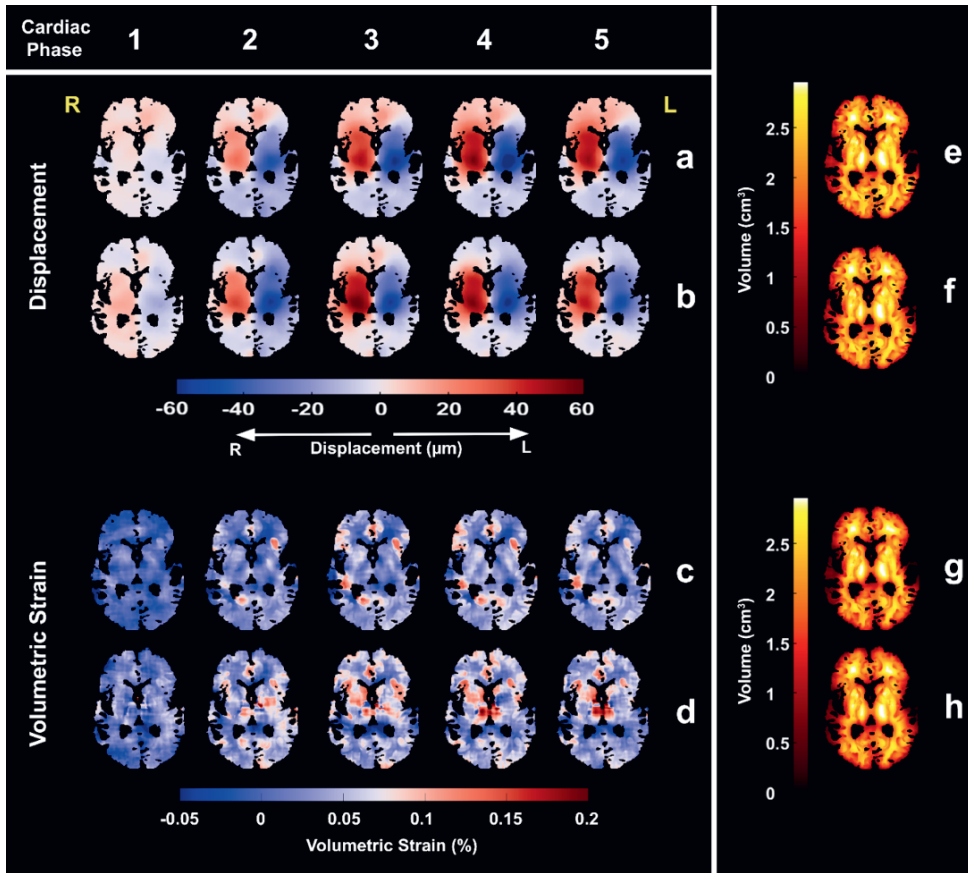 Cardiac
Phase
1 2 3 4 5
R L
Displacement
a
b
-60 -40 -20 0 20 40 60
R Displacement (µm) L
Volumetric Strain
c
d
-0.05 0 0.05 0.1 0.15 0.2
Volumetric Strain (%)
Volume (cm³)
2.5
2
1.5
1
0.5
0
e
f
Volume (cm³)
2.5
2
1.5
1
0.5
0
g
h